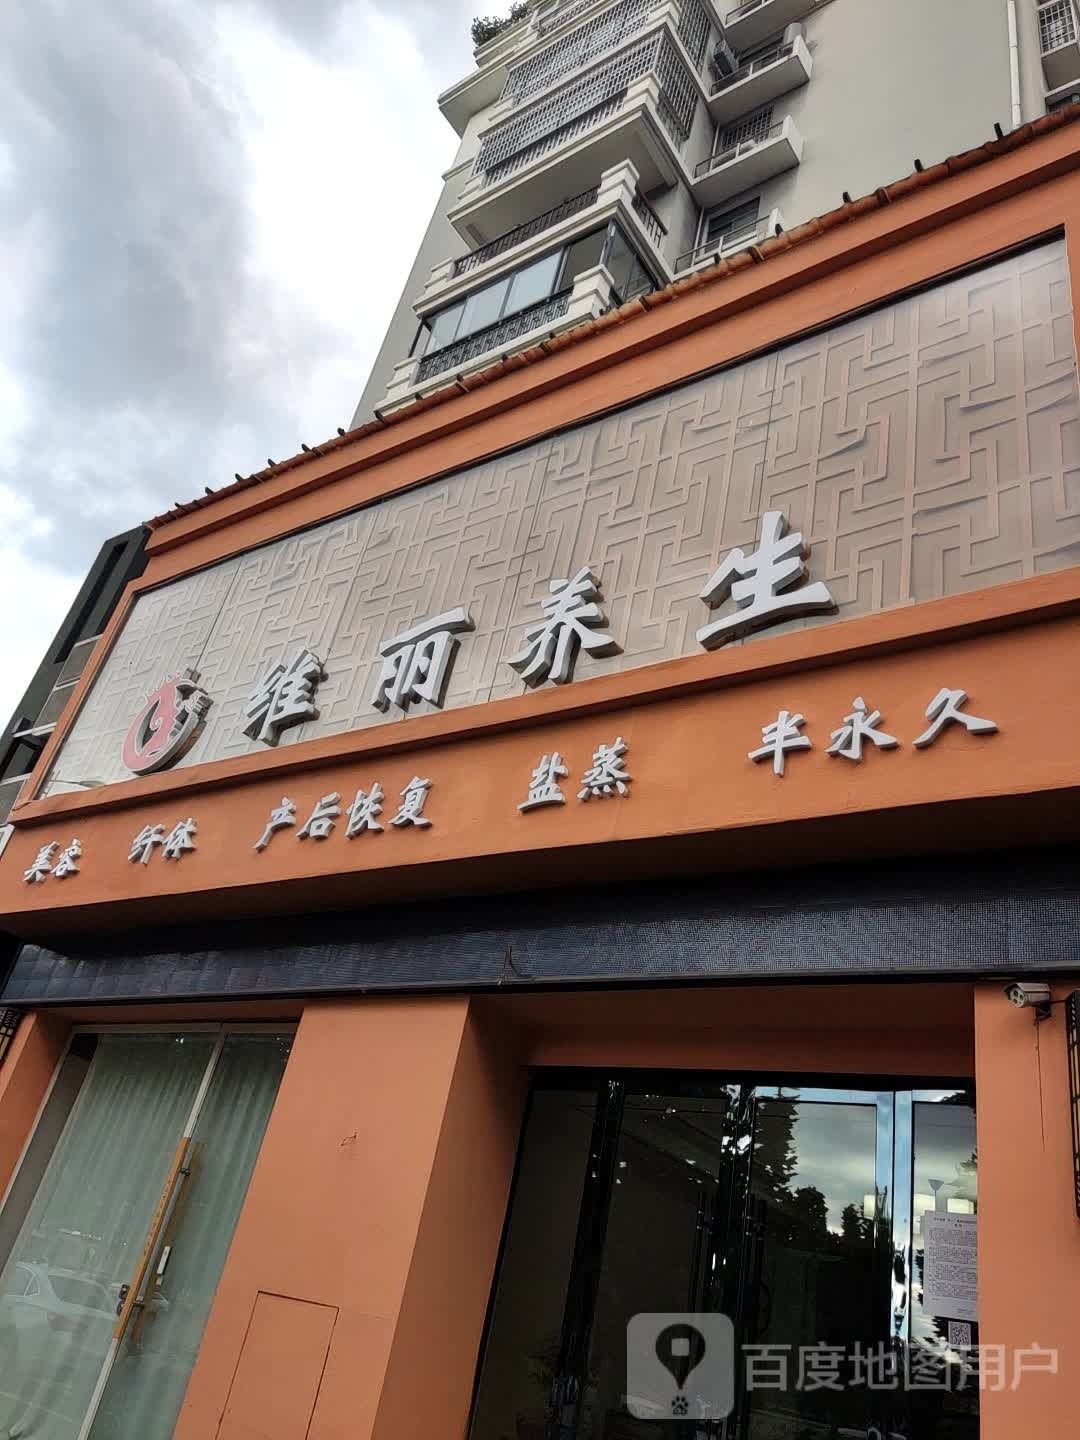 维丽养生
美容 纤体 产后恢复 盐蒸 半永久
百度地图用户